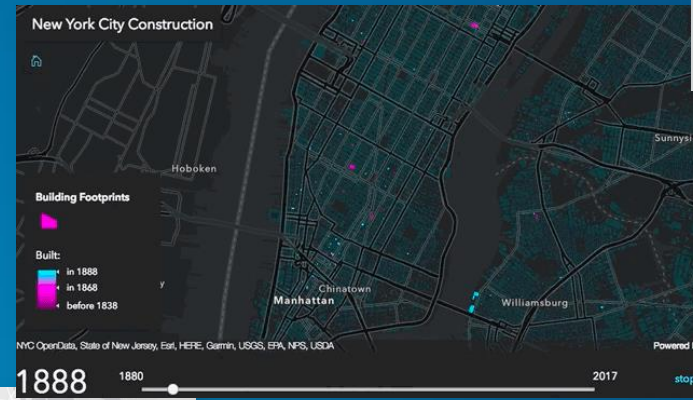 New York City Construction
Sunnysi
Hoboken
Building Footprints
Built:
in 1888
in 1868
before 1838
y
Chinatown
Manhattan
Williamsburg
NYC OpenData, State of New Jersey, Esri, HERE, Garmin, USGS, EPA, NPS, USDA
Powered
1888
1880
2017
stop